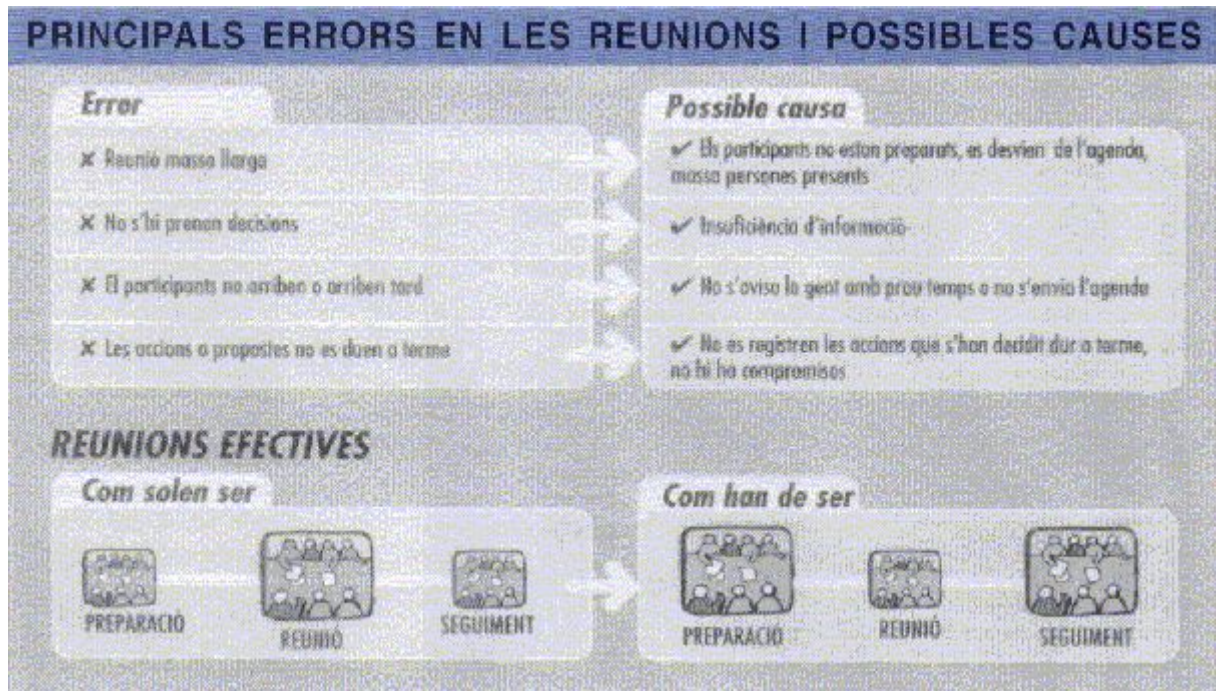 PRINCIPALS ERRORS EN LES REUNIONS I POSSIBLES CAUSES
Error
Possible causa
✘ Reunió massa llarga
✔ Els participants no estan preparats, es desvien de l'agenda,
massa persones presents
✘ No s'hi prenen decisions
✔ Insuficiència d'informació
✘ El participants no arriben o arriben tard
✔ No s'avisa la gent amb prou temps o no s'envia l'agenda
✘ Les accions o propostes no es duen a terme
✔ No es registren les accions que s'han decidit dur a terme,
no hi ha compromisos
REUNIONS EFECTIVES
Com solen ser
Com han de ser
PREPARACIÓ
REUNIÓ
SEGUIMENT
PREPARACIÓ
REUNIÓ
SEGUIMENT